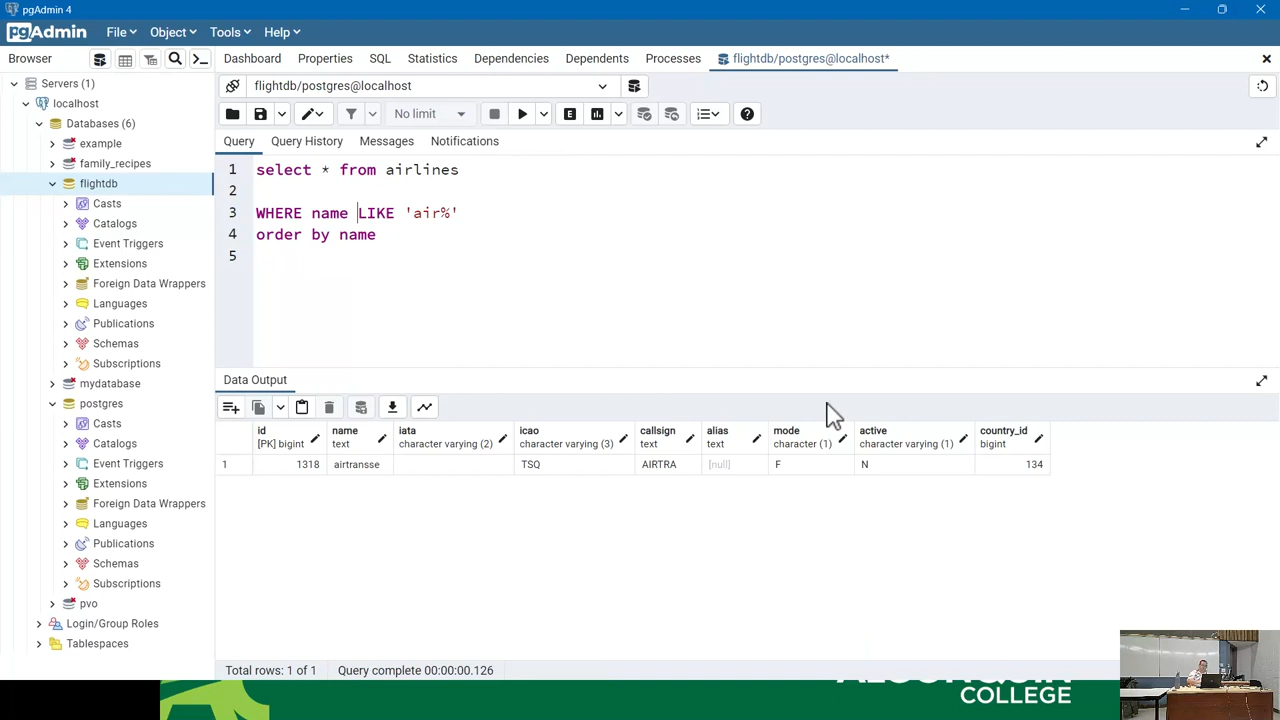 pgAdmin 4
pgAdmin File Object Tools Help
Browser
Dashboard Properties SQL Statistics Dependencies Dependents Processes flightdb/postgres@localhost*
Servers (1)
localhost
Databases (6)
example
family_recipes
flightdb
Casts
Catalogs
Event Triggers
Extensions
Foreign Data Wrappers
Languages
Publications
Schemas
Subscriptions
mydatabase
postgres
Casts
Catalogs
Event Triggers
Extensions
Foreign Data Wrappers
Languages
Publications
Schemas
Subscriptions
pvo
Login/Group Roles
Tablespaces
flightdb/postgres@localhost
No limit
E
Query Query History Messages Notifications
1 select * from airlines
2
3 WHERE name LIKE 'air%'
4 order by name
5
Data Output
id name iata icao callsign alias mode active country_id
[PK] bigint text character varying (2) character varying (3) text text character (1) character varying (1) bigint
1 1318 airtransse TSQ AIRTRA [null] F N 134
Total rows: 1 of 1 Query complete 00:00:00.126
COLLEGE